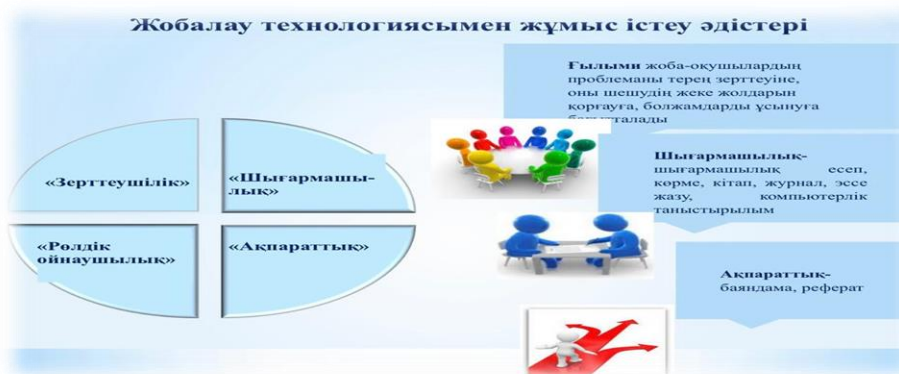 Жобалау технологиясымен жұмыс істеу әдістері
«Зерттеушілік»
«Шығармашы-
лық»
«Рөлдік
ойнаушылық»
«Ақпараттық»
Ғылыми жоба-оқушылардың
проблеманы терең зерттеуіне,
оны шешудің жеке жолдарын
қорғауға, болжамдарды ұсынуға
бағытталады
Шығармашылық-
шығармашылық есеп,
көрме, кітап, журнал, эссе
жазу, компьютерлік
таныстырылым
Ақпараттық-
баяндама, реферат